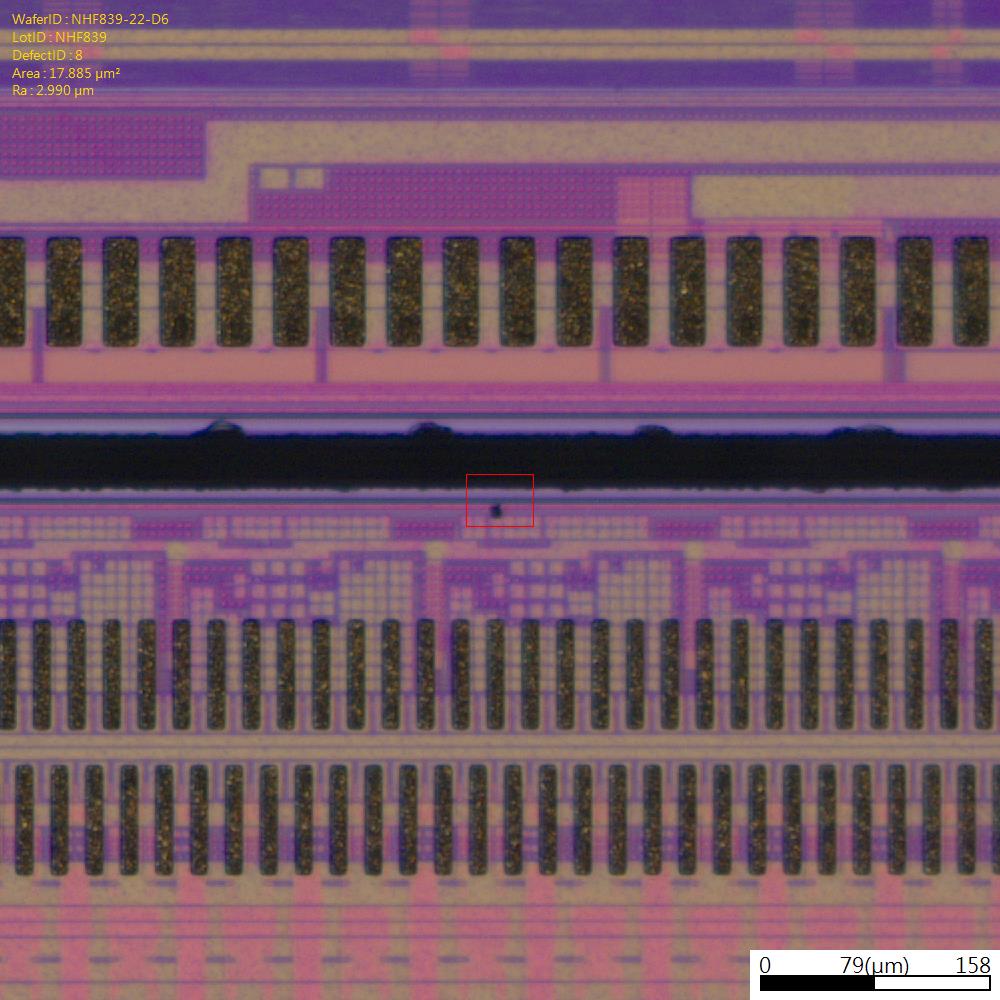 WaferID : NHF839-22-D6
LotID : NHF839
DefectID : 8
Area : 17.885 µm²
Ra : 2.990 µm
0 79(µm) 158